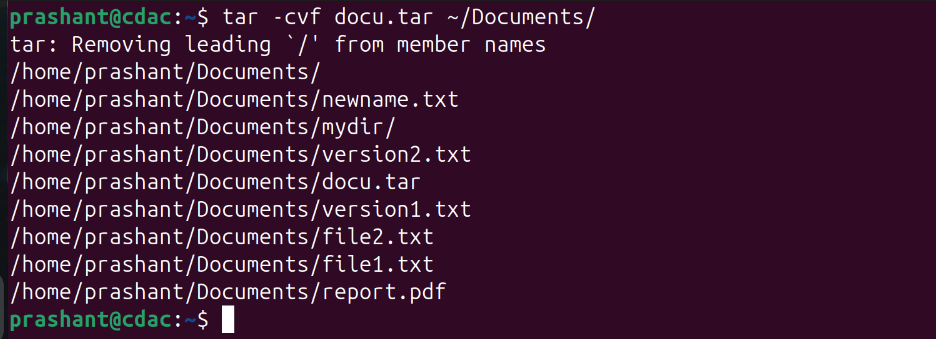 prashant@cdac:~$ tar -cvf docu.tar ~/Documents/
tar: Removing leading `/' from member names
/home/prashant/Documents/
/home/prashant/Documents/newname.txt
/home/prashant/Documents/mydir/
/home/prashant/Documents/version2.txt
/home/prashant/Documents/docu.tar
/home/prashant/Documents/version1.txt
/home/prashant/Documents/file2.txt
/home/prashant/Documents/file1.txt
/home/prashant/Documents/report.pdf
prashant@cdac:~$